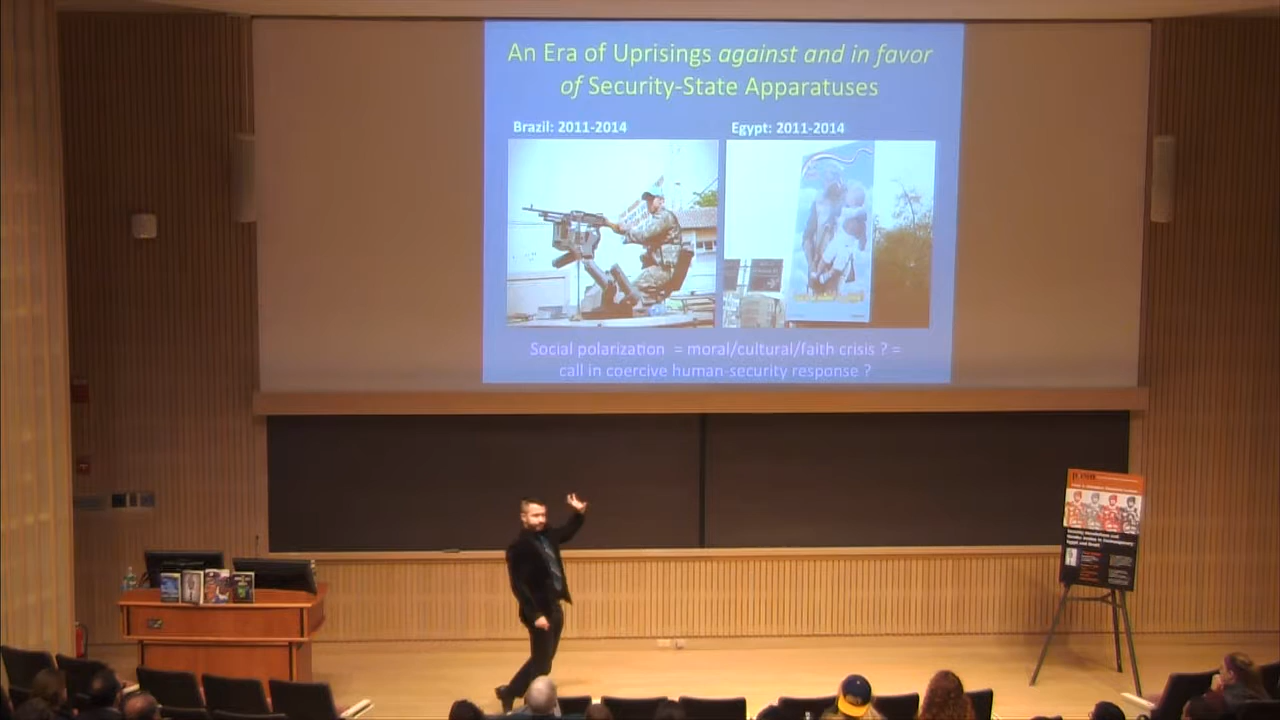 An Era of Uprisings against and in favor
of Security-State Apparatuses
Brazil: 2011-2014
Egypt: 2011-2014
Social polarization = moral/cultural/faith crisis ? =
call in coercive human-security response ?